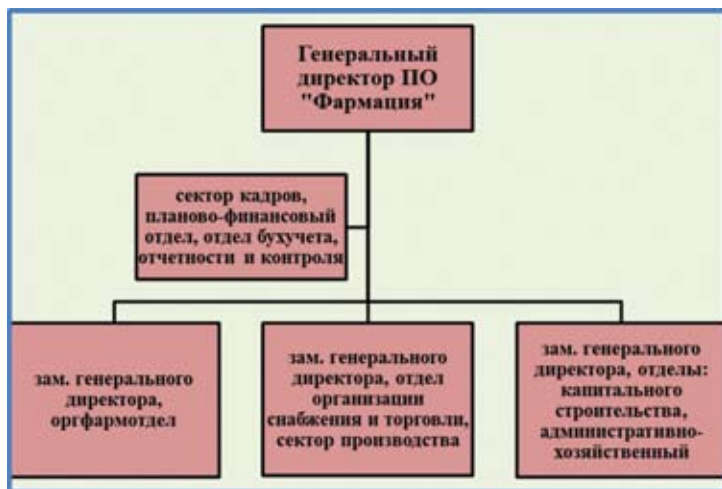 Генеральный
директор ПО
"Фармация"
сектор кадров,
планово-финансовый
отдел, отдел бухучета,
отчетности и контроля
зам. генерального
директора,
оргфармотдел
зам. генерального
директора, отдел
организации
снабжения и торговли,
сектор производства
зам. генерального
директора, отделы:
капитального
строительства,
административно-
хозяйственный